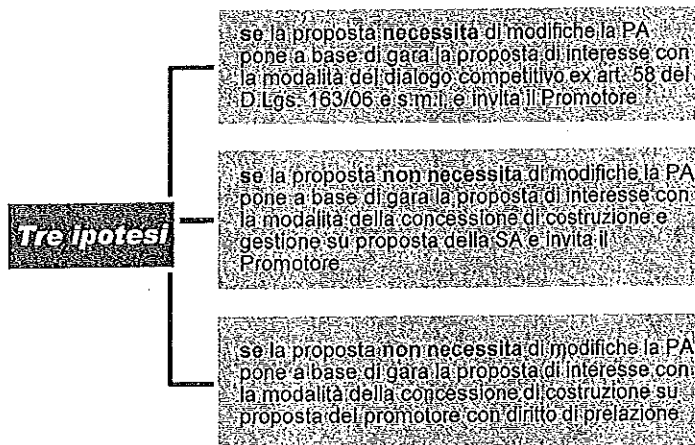 Tre ipotesi
se la proposta necessita di modifiche la PA
pone a base di gara la proposta di interesse con
la modalità del dialogo competitivo ex art. 58 del
D.Lgs. 163/06 e s.m.i. e invita il Promotore
se la proposta non necessita di modifiche la PA
pone a base di gara la proposta di interesse con
la modalità della concessione di costruzione e
gestione su proposta della SA e invita il
Promotore
se la proposta non necessita di modifiche la PA
pone a base di gara la proposta di interesse con
la modalità della concessione di costruzione su
proposta del promotore con diritto di prelazione